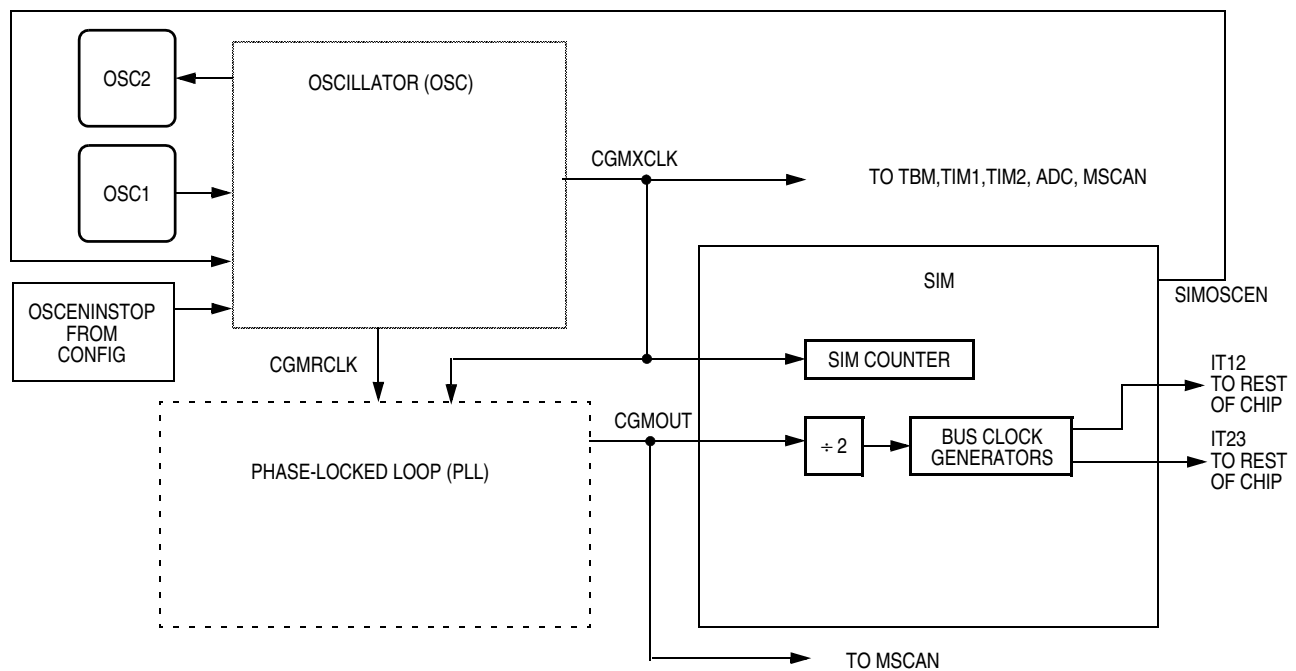 OSC2
OSCILLATOR (OSC)
CGMXCLK
OSC1
TO TBM,TIM1,TIM2, ADC, MSCAN
SIM
SIMOSCEN
OSCENINSTOP
FROM
CONFIG
CGMRCLK
SIM COUNTER
IT12
TO REST
OF CHIP
CGMOUT
÷ 2
BUS CLOCK
GENERATORS
IT23
TO REST
OF CHIP
PHASE-LOCKED LOOP (PLL)
TO MSCAN